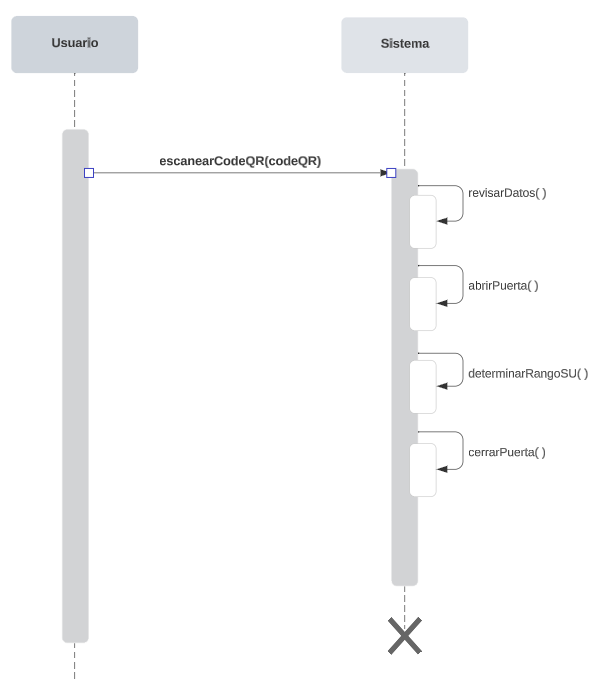 Usuario
Sistema
escanearCodeQR(codeQR)
revisarDatos( )
abrirPuerta( )
determinarRangoSU( )
cerrarPuerta( )